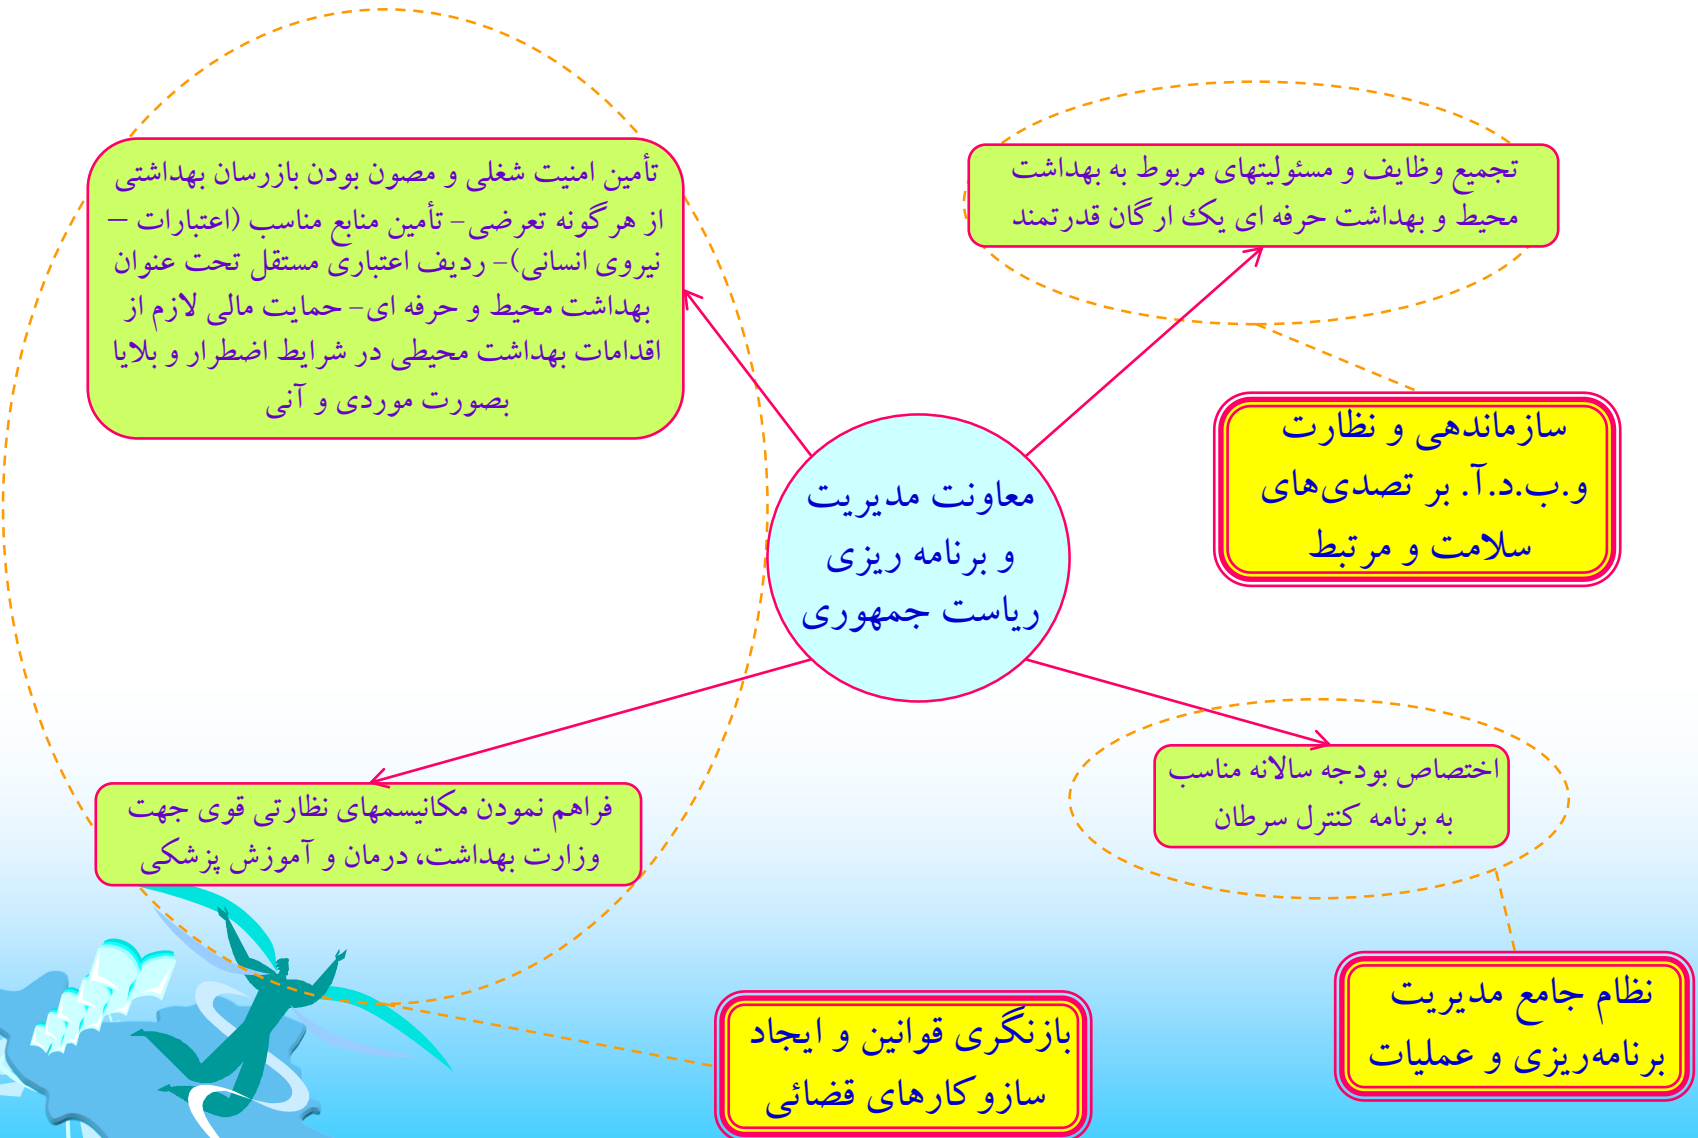 تجمیع وظایف و مسئولیتهای مربوط به بهداشت
محیط و بهداشت حرفه ای یک ارگان قدرتمند
تأمین امنیت شغلی و مصون بودن بازرسان بهداشتی
از هرگونه تعرضی- تأمین منابع مناسب (اعتبارات –
نیروی انسانی)- ردیف اعتباری مستقل تحت عنوان
بهداشت محیط و حرفه ای- حمایت مالی لازم از
اقدامات بهداشت محیطی در شرایط اضطرار و بلایا
بصورت موردی و آنی
سازماندهی و نظارت
و.ب.د.آ. بر تصدی‌های
سلامت و مرتبط
معاونت مدیریت
و برنامه ریزی
ریاست جمهوری
اختصاص بودجه سالانه مناسب
به برنامه کنترل سرطان
فراهم نمودن مکانیسمهای نظارتی قوی جهت
وزارت بهداشت، درمان و آموزش پزشکی
نظام جامع مدیریت
برنامه‌ریزی و عملیات
بازنگری قوانین و ایجاد
سازوکارهای قضائی